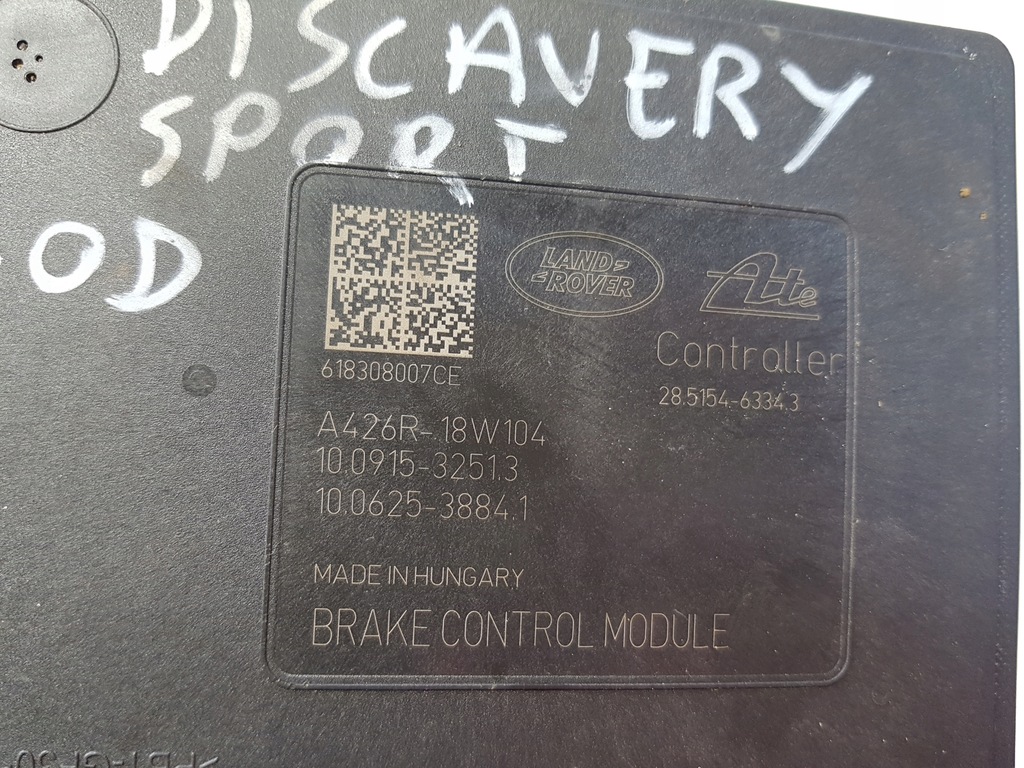 DISCAVERY
SPORT
OD
LAND-
-ROVER
Ate
Controller
28.5154-6334.3
618308007CE
A426R-18W104
10.0915-3251.3
10.0625-3884.1
MADE IN HUNGARY
BRAKE CONTROL MODULE